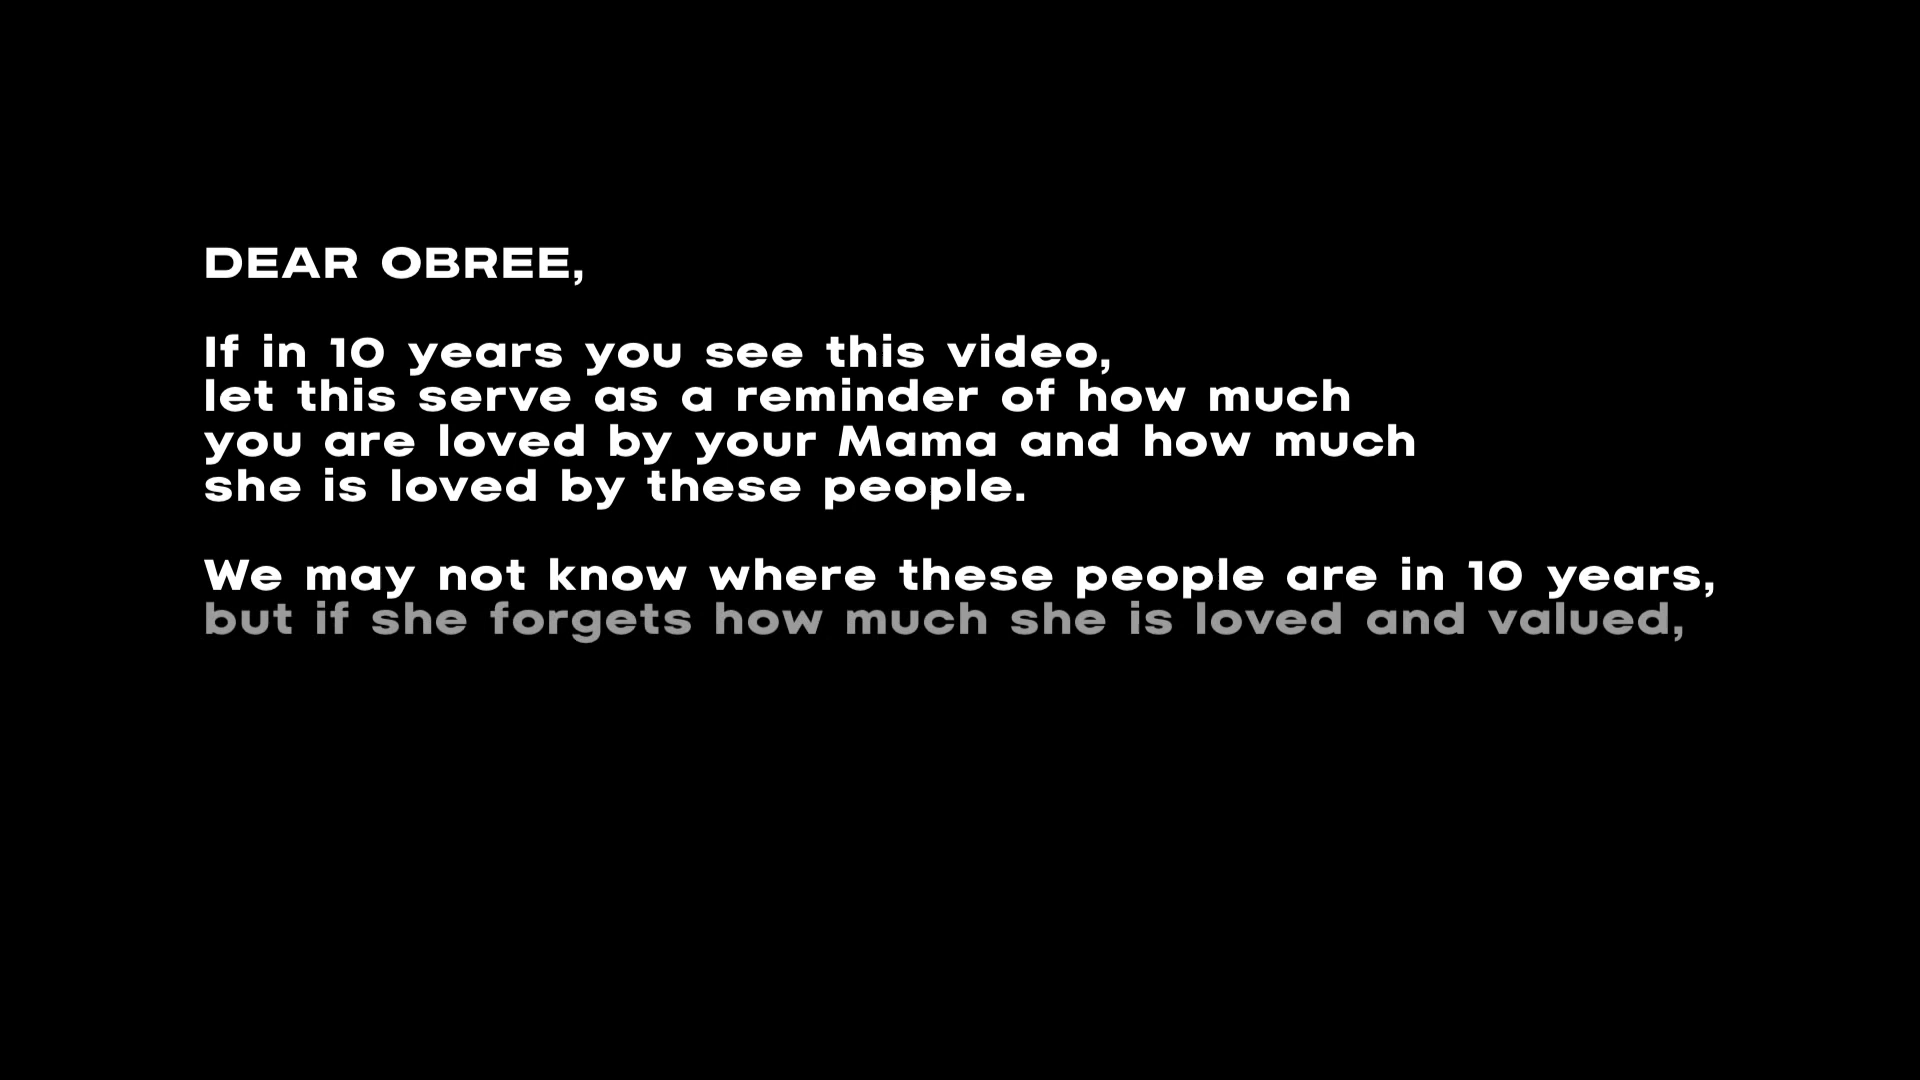 DEAR OBREE,
If in 10 years you see this video,
let this serve as a reminder of how much
you are loved by your Mama and how much
she is loved by these people.
We may not know where these people are in 10 years,
but if she forgets how much she is loved and valued,